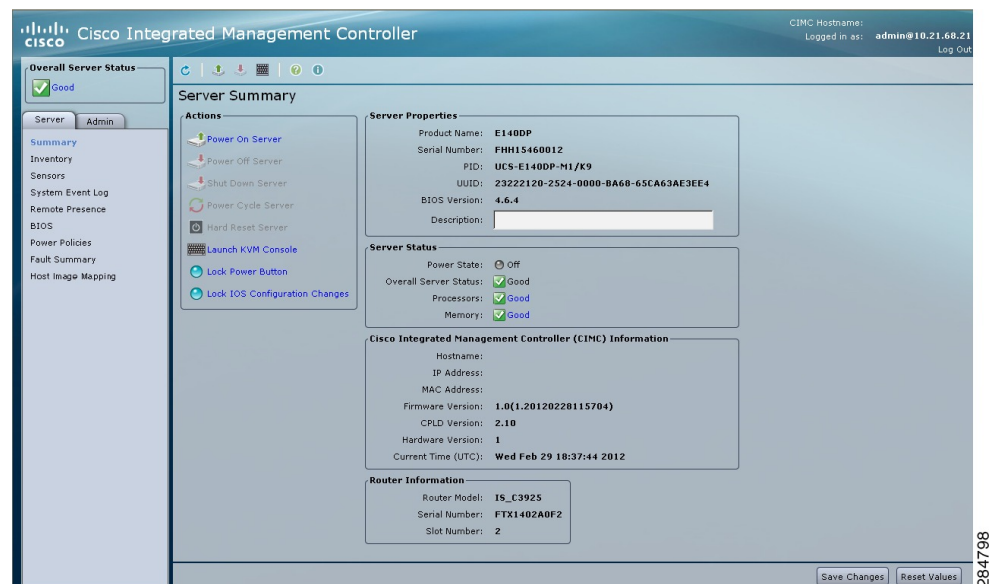 CISCO Cisco Integrated Management Controller
CIMC Hostname:
Logged in as: admin@10.21.68.21
Log Out
Overall Server Status
Good
Server Admin
Summary
Inventory
Sensors
System Event Log
Remote Presence
BIOS
Power Policies
Fault Summary
Host Image Mapping
Server Summary
Actions
Power On Server
Power Off Server
Shut Down Server
Power Cycle Server
Hard Reset Server
Launch KVM Console
Lock Power Button
Lock IOS Configuration Changes
Server Properties
Product Name: E140DP
Serial Number: FHH15460012
PID: UCS-E140DP-M1/K9
UUID: 23222120-2524-0000-BA68-65CA63AE3EE4
BIOS Version: 4.6.4
Description:
Server Status
Power State: Off
Overall Server Status: Good
Processors: Good
Memory: Good
Cisco Integrated Management Controller (CIMC) Information
Hostname:
IP Address:
MAC Address:
Firmware Version: 1.0(1.20120228115704)
CPLD Version: 2.10
Hardware Version: 1
Current Time (UTC): Wed Feb 29 18:37:44 2012
Router Information
Router Model: IS_C3925
Serial Number: FTX1402A0F2
Slot Number: 2
Save Changes Reset Values
284798